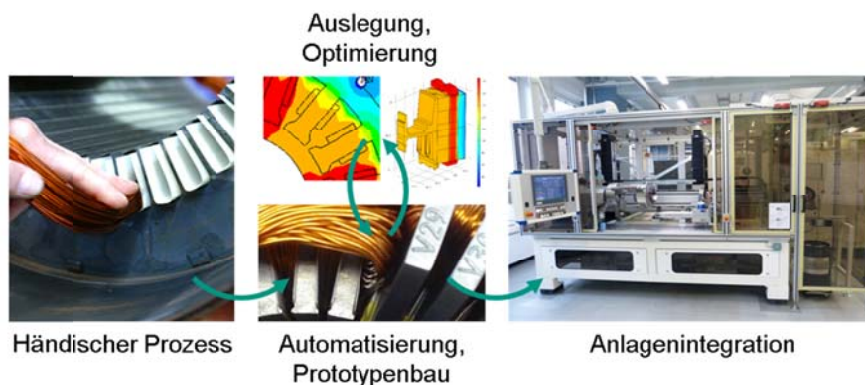 Auslegung,
Optimierung
V29
Händischer Prozess
Automatisierung,
Prototypenbau
Anlagenintegration